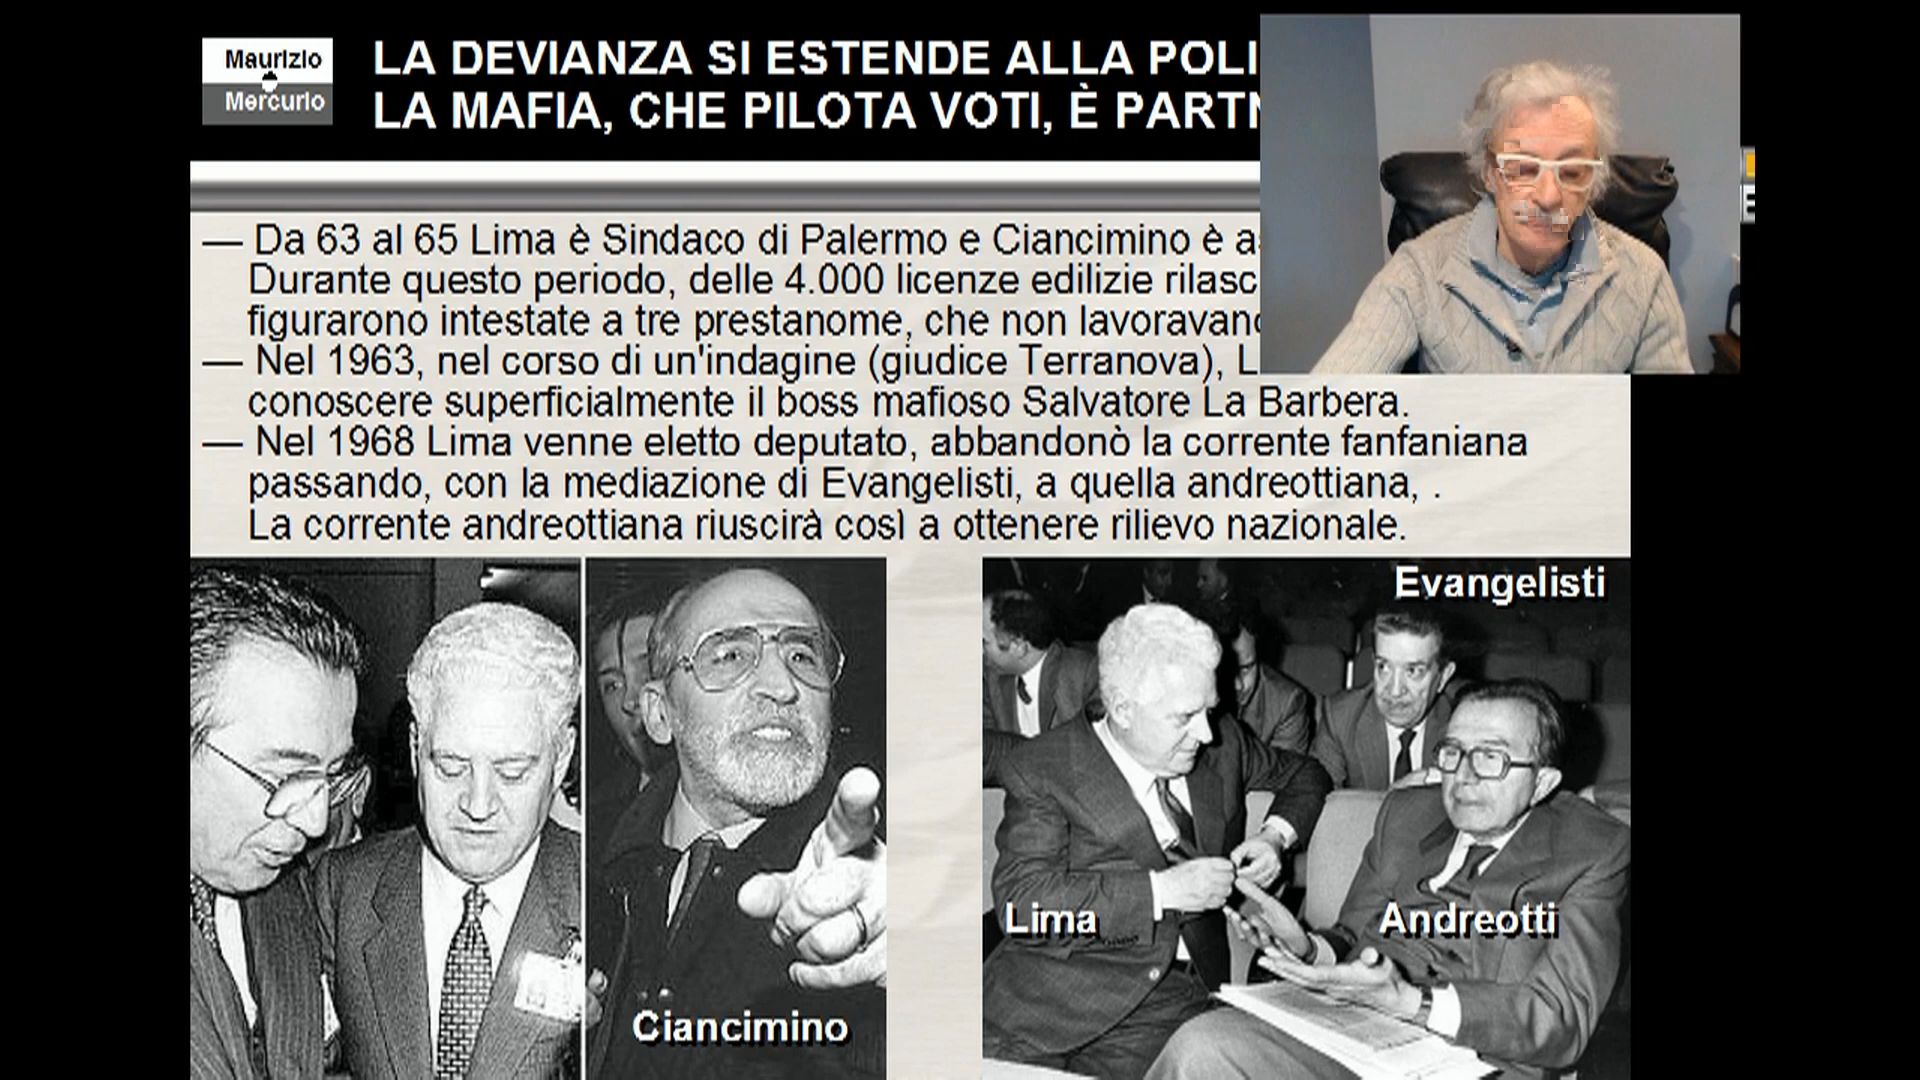 Maurizio
Mercurio
LA DEVIANZA SI ESTENDE ALLA POLI
LA MAFIA, CHE PILOTA VOTI, È PARTN
— Da 63 al 65 Lima è Sindaco di Palermo e Ciancimino è a
Durante questo periodo, delle 4.000 licenze edilizie rilasc
figurarono intestate a tre prestanome, che non lavoravano
— Nel 1963, nel corso di un'indagine (giudice Terranova), L
conoscere superficialmente il boss mafioso Salvatore La Barbera.
— Nel 1968 Lima venne eletto deputato, abbandonò la corrente fanfaniana
passando, con la mediazione di Evangelisti, a quella andreottiana, .
La corrente andreottiana riuscirà così a ottenere rilievo nazionale.
Evangelisti
Lima
Andreotti
Ciancimino